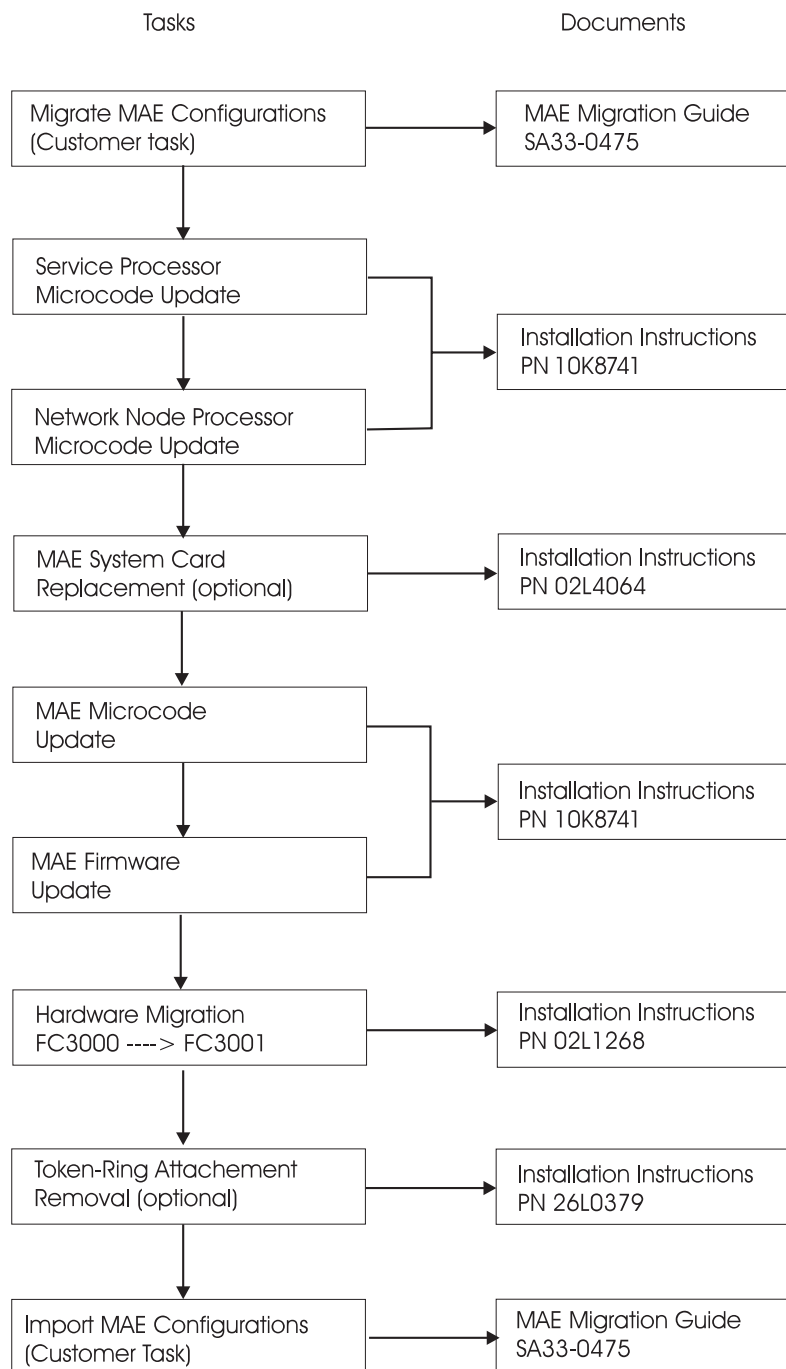 Tasks
Documents
Migrate MAE Configurations
(Customer task)
MAE Migration Guide
SA33-0475
Service Processor
Microcode Update
Installation Instructions
PN 10K8741
Network Node Processor
Microcode Update
MAE System Card
Replacement (optional)
Installation Instructions
PN 02L4064
MAE Microcode
Update
Installation Instructions
PN 10K8741
MAE Firmware
Update
Hardware Migration
FC3000 ----> FC3001
Installation Instructions
PN 02L1268
Token-Ring Attachement
Removal (optional)
Installation Instructions
PN 26L0379
Import MAE Configurations
(Customer Task)
MAE Migration Guide
SA33-0475